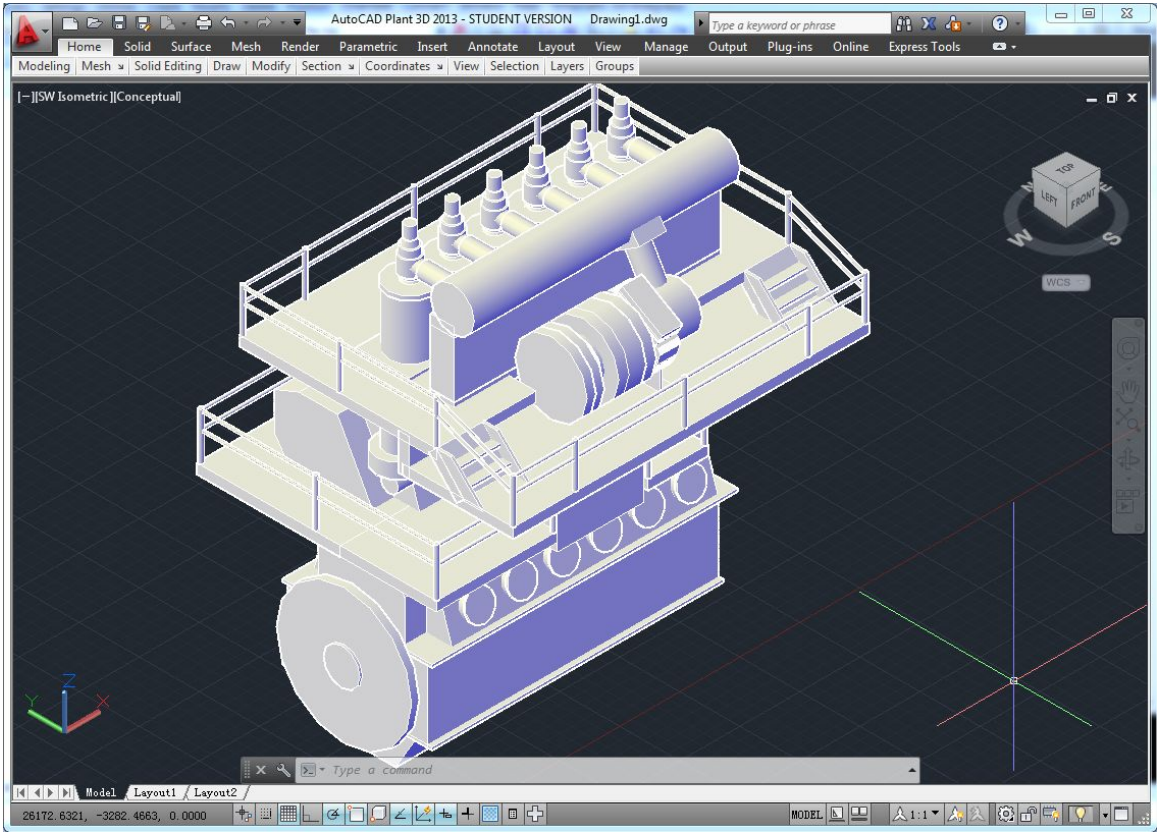 AutoCAD Plant 3D 2013 - STUDENT VERSION Drawing1.dwg
Type a keyword or phrase
Home Solid Surface Mesh Render Parametric Insert Annotate Layout View Manage Output Plug-ins Online Express Tools
Modeling Mesh Solid Editing Draw Modify Section Coordinates View Selection Layers Groups
[−][SW Isometric][Conceptual]
TOP
LEFT FRONT
W S
WCS
Z
Y X
Type a command
Model Layout1 Layout2
26172.6321, -3282.4663, 0.0000 MODEL 1:1